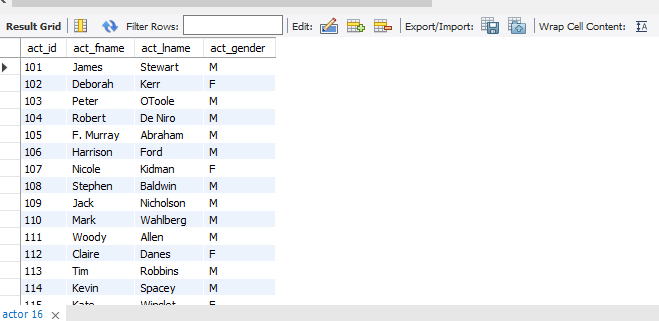 Result Grid Filter Rows: Edit: Export/Import: Wrap Cell Content: IA
act_id act_fname act_lname act_gender
101 James Stewart M
102 Deborah Kerr F
103 Peter OToole M
104 Robert De Niro M
105 F. Murray Abraham M
106 Harrison Ford M
107 Nicole Kidman F
108 Stephen Baldwin M
109 Jack Nicholson M
110 Mark Wahlberg M
111 Woody Allen M
112 Claire Danes F
113 Tim Robbins M
114 Kevin Spacey M
115 Kate Winslet F
actor 16